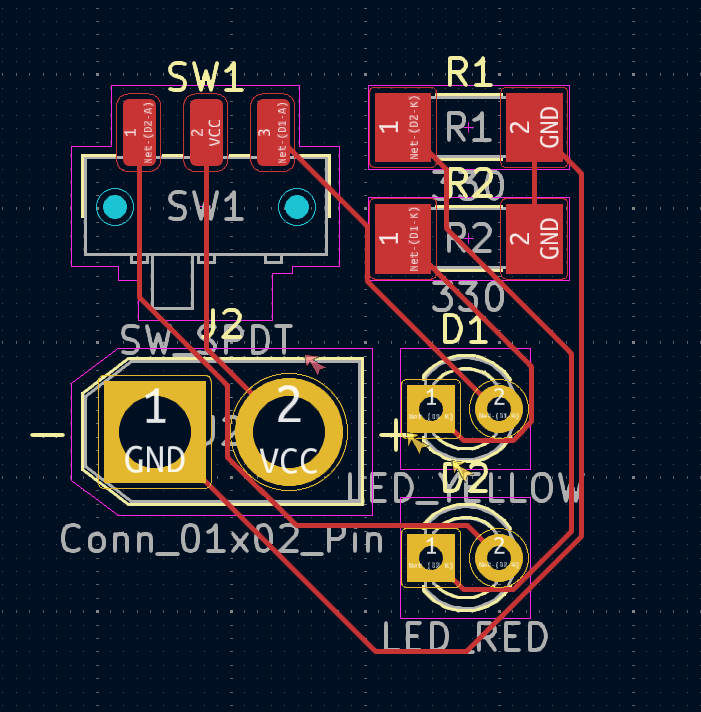 SW1
R1
1
Net-(D2-A)
2
VCC
3
Net-(D1-A)
1
Net-(D2-K)
R1
2
GND
330
R2
SW1
1
Net-(D1-K)
R2
2
GND
330
J2
D1
SW_SPDT
1
GND
J2
2
VCC
−
+
1
2
LED_YELLOW
D2
Conn_01x02_Pin
1
2
LED_RED